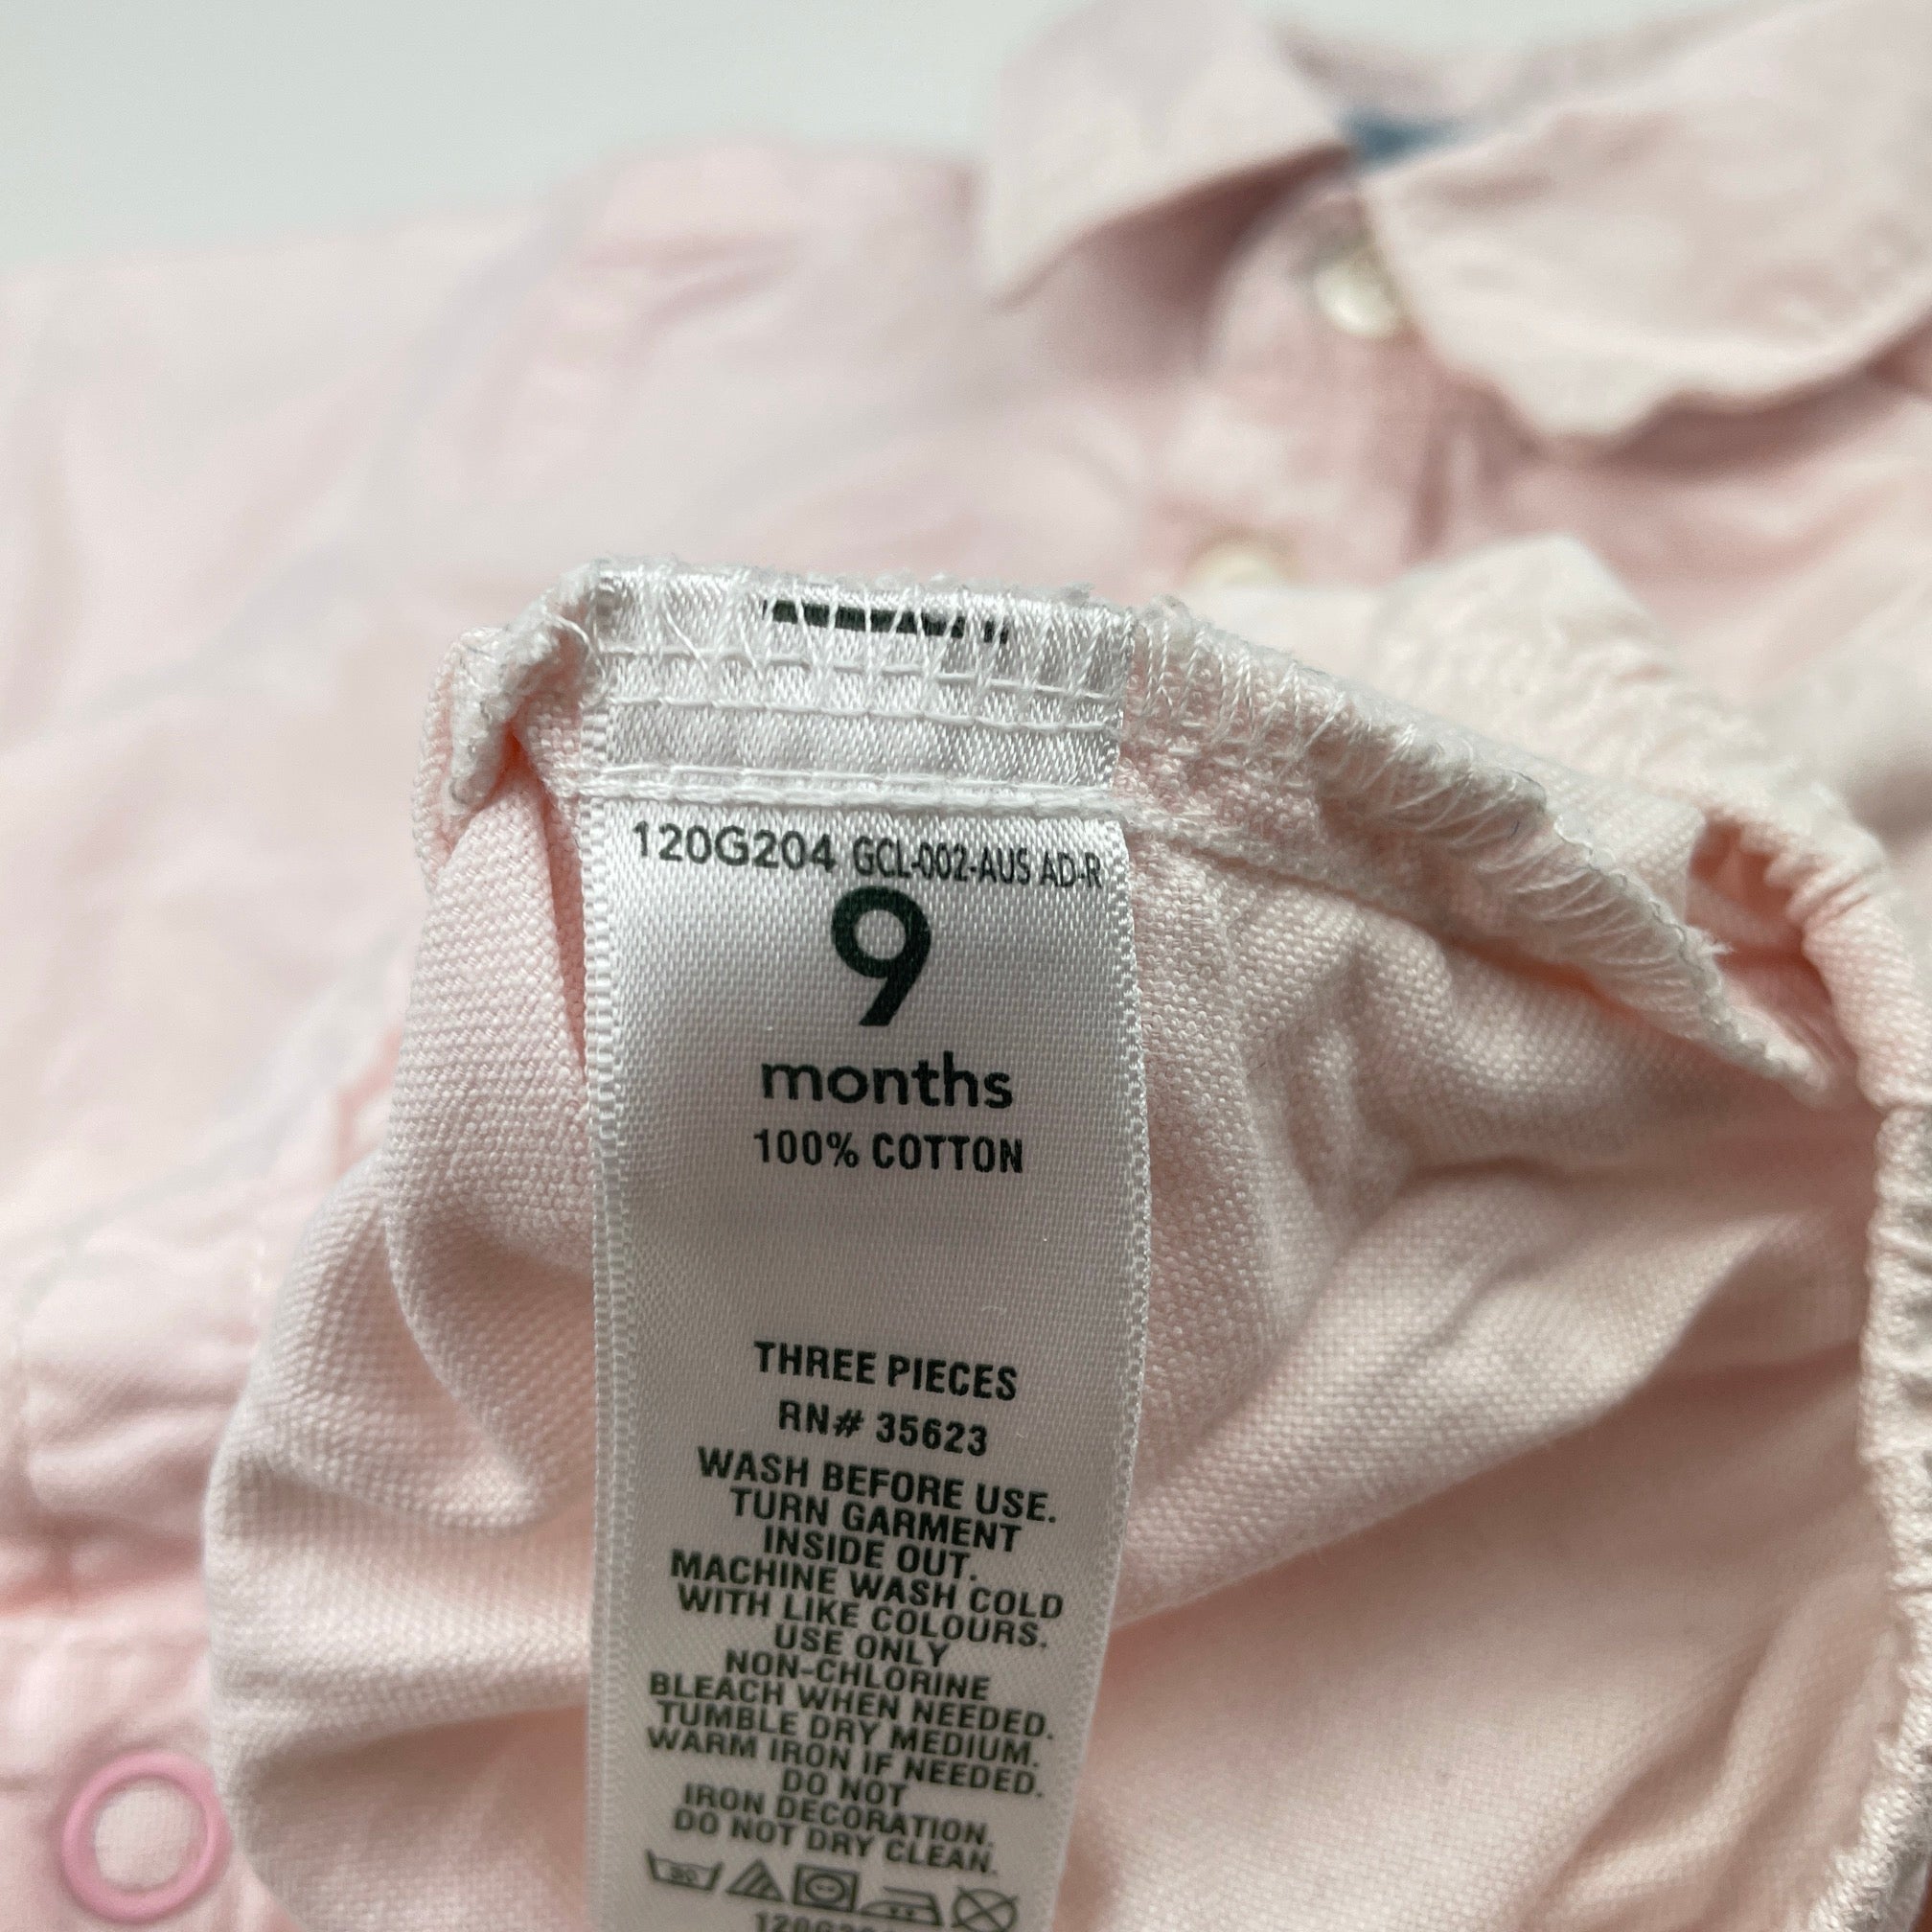 120G204 GCL-002-AUS AD-R
9
months
100% COTTON
THREE PIECES
RN# 35623
WASH BEFORE USE.
TURN GARMENT
INSIDE OUT.
MACHINE WASH COLD
WITH LIKE COLOURS.
USE ONLY
NON-CHLORINE
BLEACH WHEN NEEDED.
TUMBLE DRY MEDIUM.
WARM IRON IF NEEDED.
DO NOT
IRON DECORATION.
DO NOT DRY CLEAN.
30